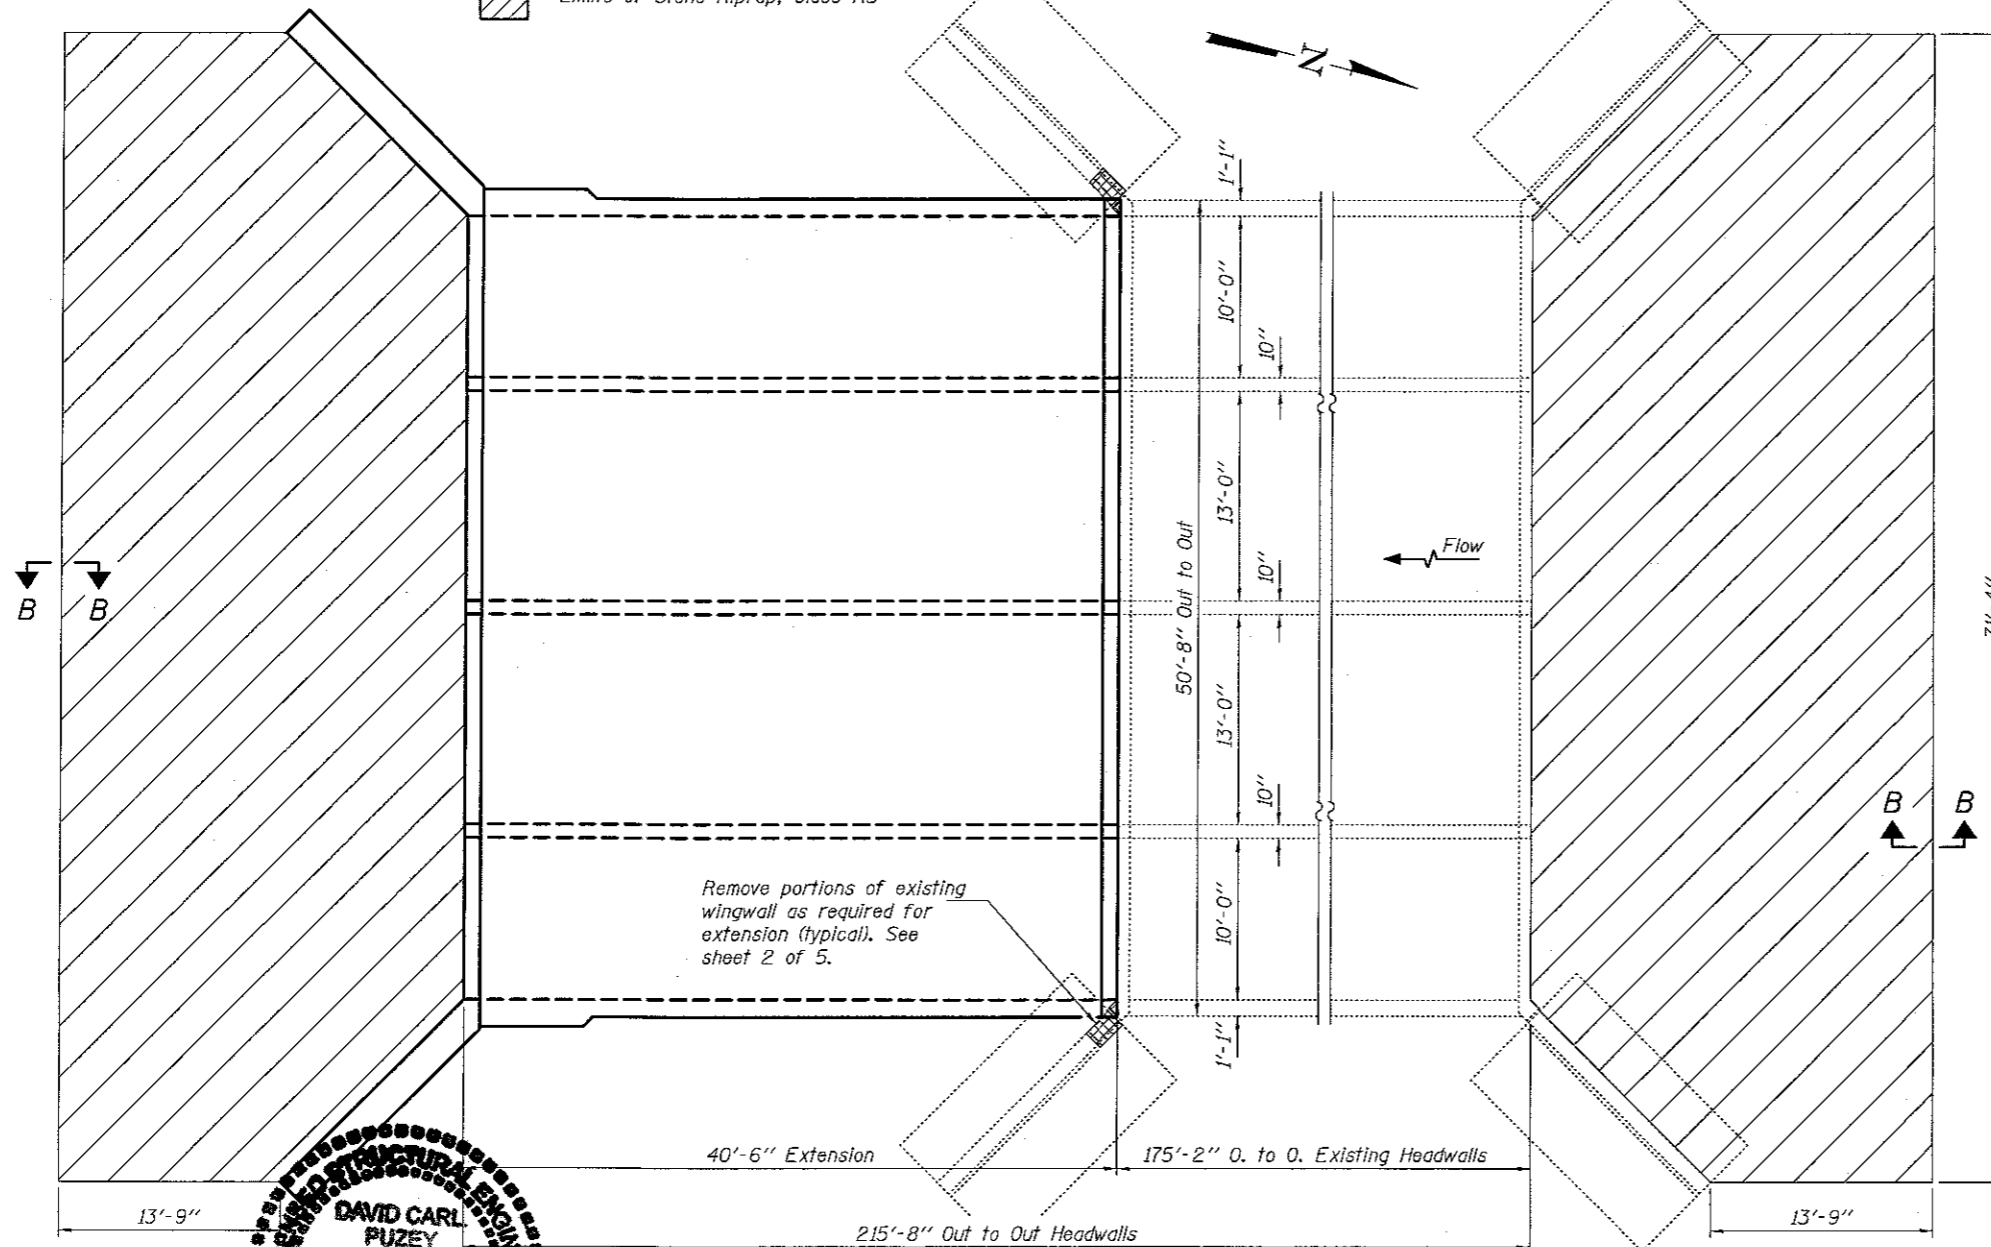 N
1'-1"
10'-0"
10"
13'-0"
50'-8" Out to Out
10"
Flow
B B
13'-0"
10"
B B
Remove portions of existing
wingwall as required for
extension (typical). See
sheet 2 of 5.
10'-0"
1'-1"
40'-6" Extension
175'-2" O. to O. Existing Headwalls
STRUCTURAL
DAVID CARL
PUZEY
13'-9"
13'-9"
215'-8" Out to Out Headwalls